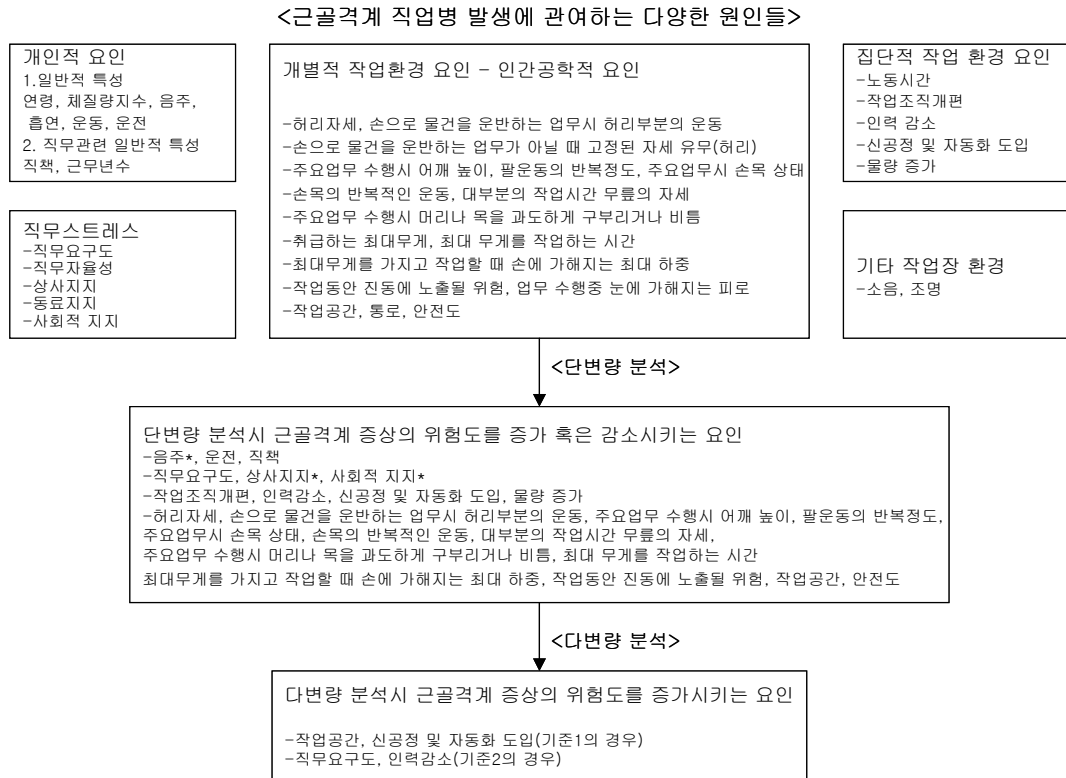 <근골격계 직업병 발생에 관여하는 다양한 원인들>
개인적 요인
1.일반적 특성
연령, 체질량지수, 음주,
흡연, 운동, 운전
2. 직무관련 일반적 특성
직책, 근무년수
직무스트레스
-직무요구도
-직무자율성
-상사지지
-동료지지
-사회적 지지
개별적 작업환경 요인 - 인간공학적 요인
-허리자세, 손으로 물건을 운반하는 업무시 허리부분의 운동
-손으로 물건을 운반하는 업무가 아닐 때 고정된 자세 유무(허리)
-주요업무 수행시 어깨 높이, 팔운동의 반복정도, 주요업무시 손목 상태
-손목의 반복적인 운동, 대부분의 작업시간 무릎의 자세
-주요업무 수행시 머리나 목을 과도하게 구부리거나 비틈
-취급하는 최대무게, 최대 무게를 작업하는 시간
-최대무게를 가지고 작업할 때 손에 가해지는 최대 하중
-작업동안 진동에 노출될 위험, 업무 수행중 눈에 가해지는 피로
-작업공간, 통로, 안전도
집단적 작업 환경 요인
-노동시간
-작업조직개편
-인력 감소
-신공정 및 자동화 도입
-물량 증가
기타 작업장 환경
-소음, 조명
<단변량 분석>
단변량 분석시 근골격계 증상의 위험도를 증가 혹은 감소시키는 요인
-음주*, 운전, 직책
-직무요구도, 상사지지*, 사회적 지지*
-작업조직개편, 인력감소, 신공정 및 자동화 도입, 물량 증가
-허리자세, 손으로 물건을 운반하는 업무시 허리부분의 운동, 주요업무 수행시 어깨 높이, 팔운동의 반복정도,
주요업무시 손목 상태, 손목의 반복적인 운동, 대부분의 작업시간 무릎의 자세,
주요업무 수행시 머리나 목을 과도하게 구부리거나 비틈, 최대 무게를 작업하는 시간
최대무게를 가지고 작업할 때 손에 가해지는 최대 하중, 작업동안 진동에 노출될 위험, 작업공간, 안전도
<다변량 분석>
다변량 분석시 근골격계 증상의 위험도를 증가시키는 요인
-작업공간, 신공정 및 자동화 도입(기준1의 경우)
-직무요구도, 인력감소(기준2의 경우)